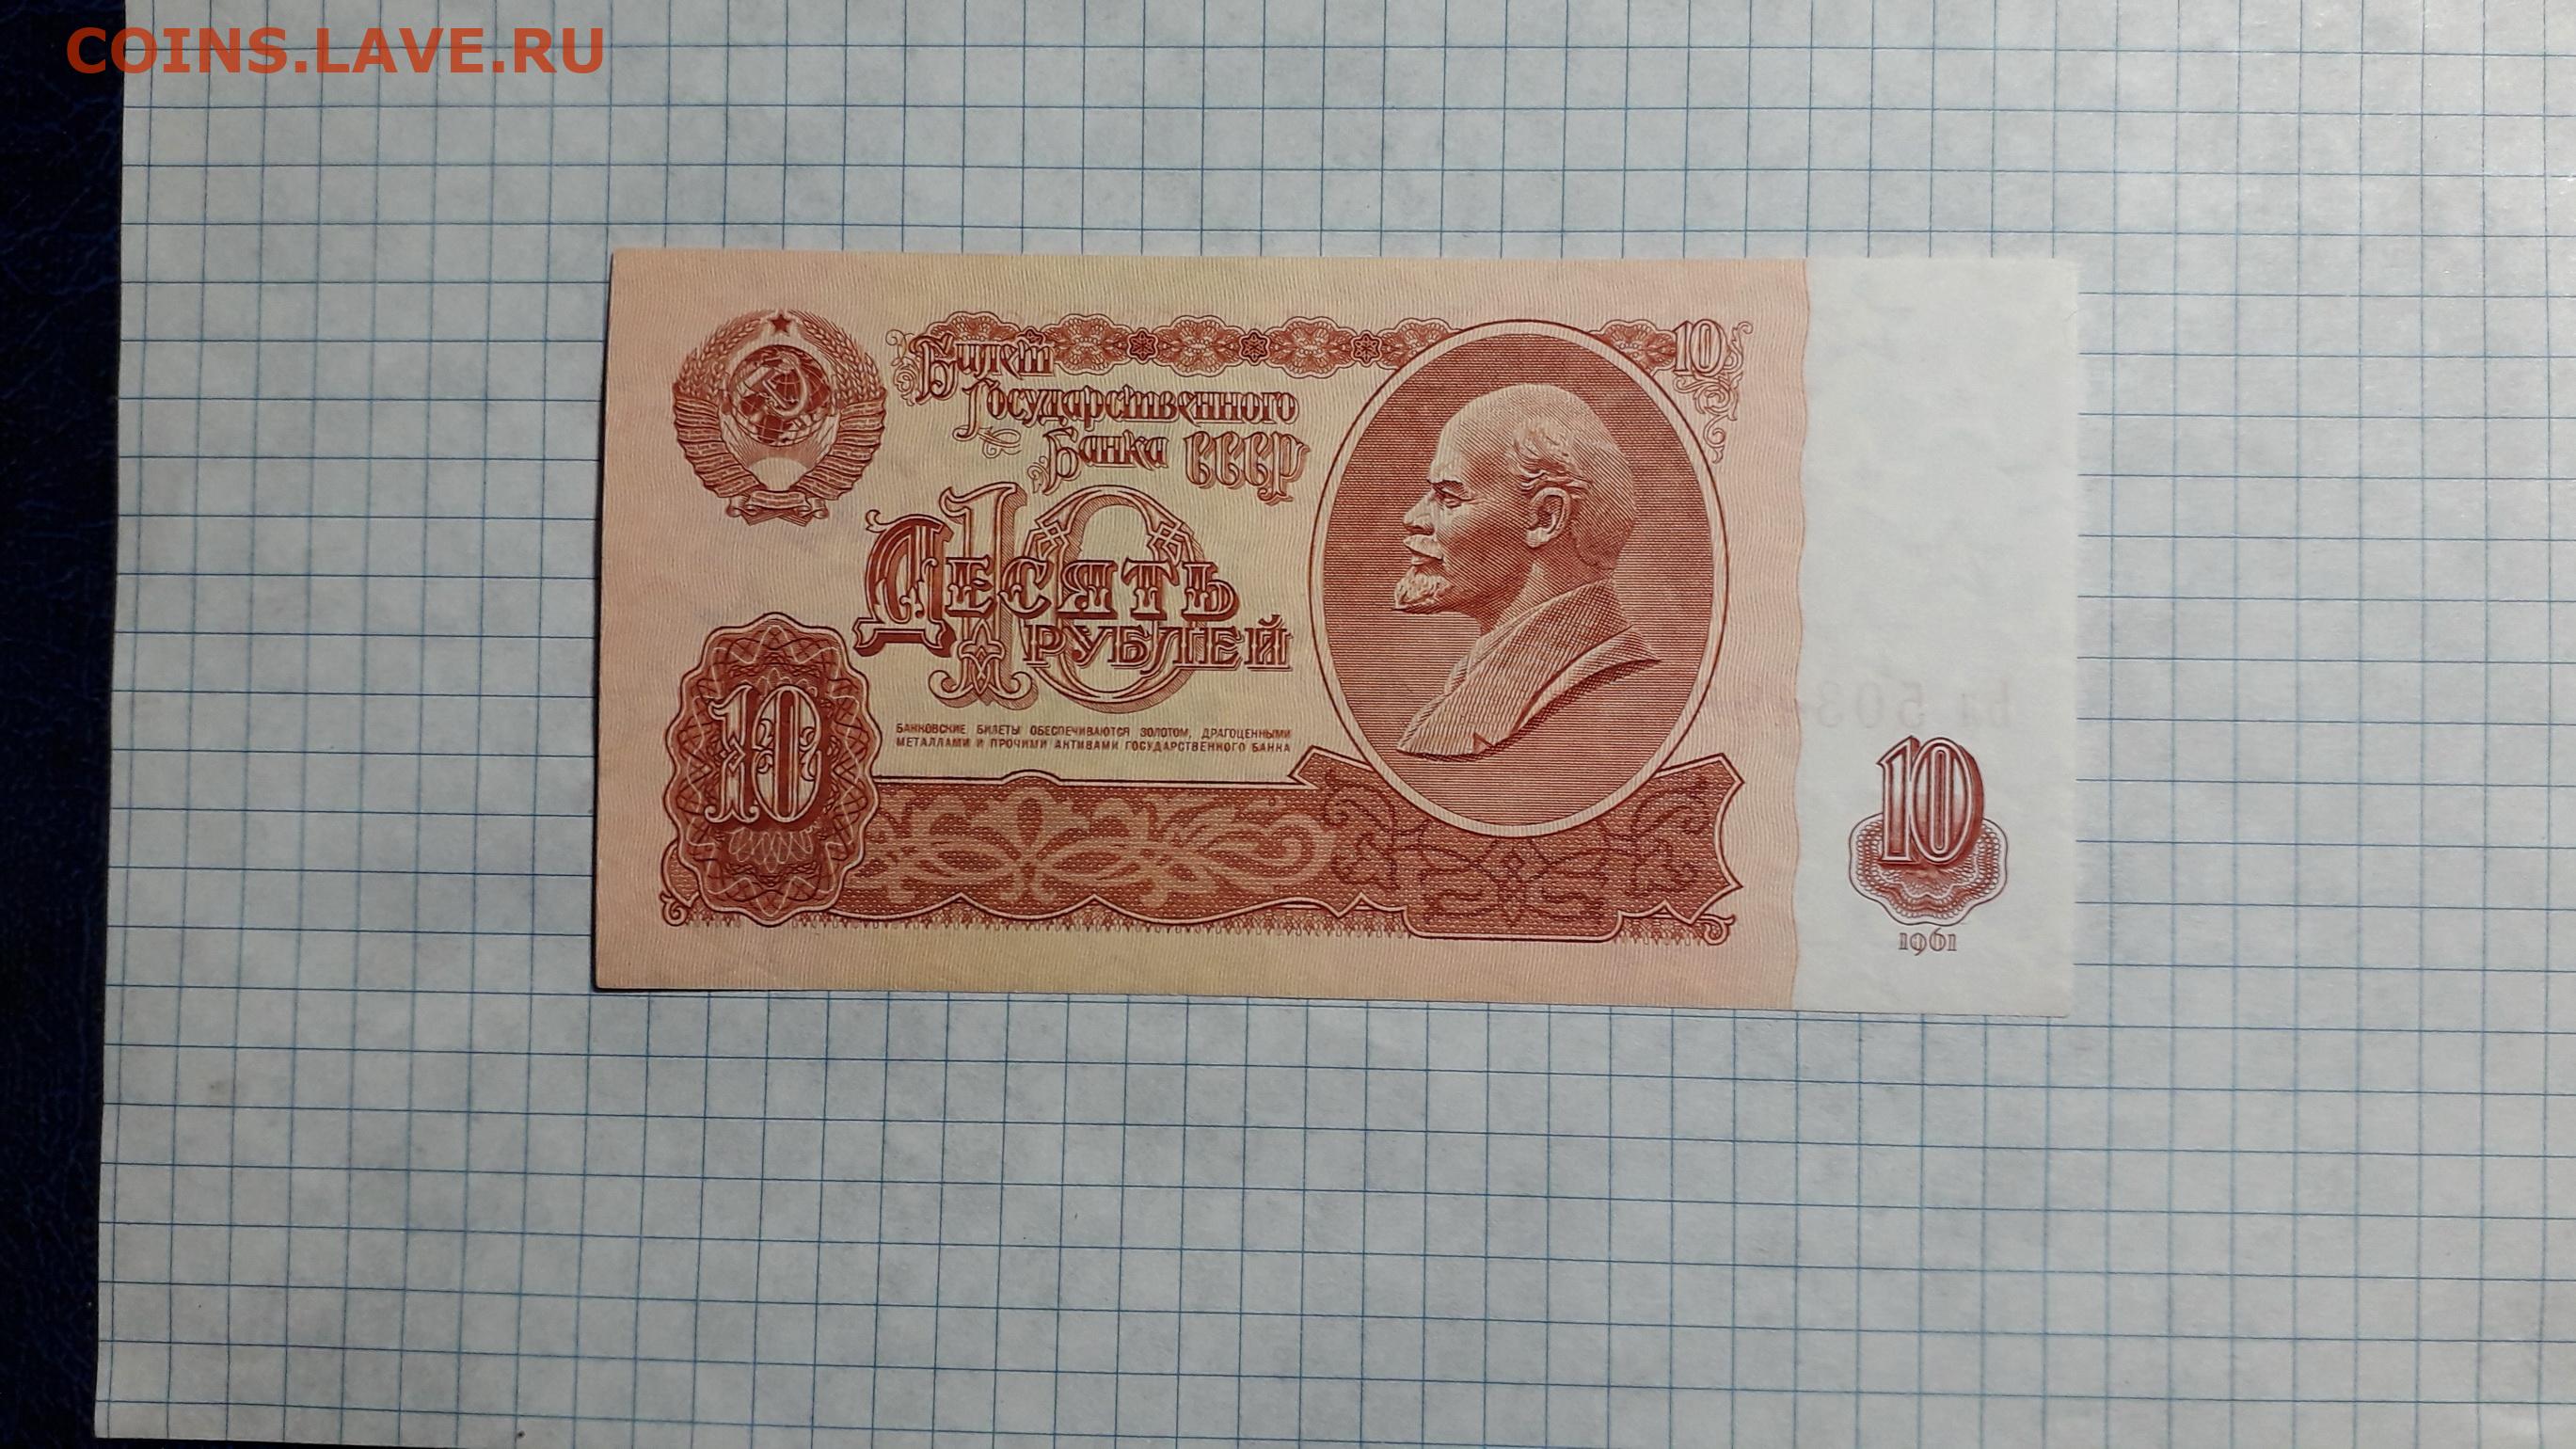 COINS.LAVE.RU
Билет
Государственного
Банка СССР
10
10
Десять
рублей
10
БАНКОВСКИЕ БИЛЕТЫ ОБЕСПЕЧИВАЮТСЯ ЗОЛОТОМ, ДРАГОЦЕННЫМИ
МЕТАЛЛАМИ И ПРОЧИМИ АКТИВАМИ ГОСУДАРСТВЕННОГО БАНКА
10
1961